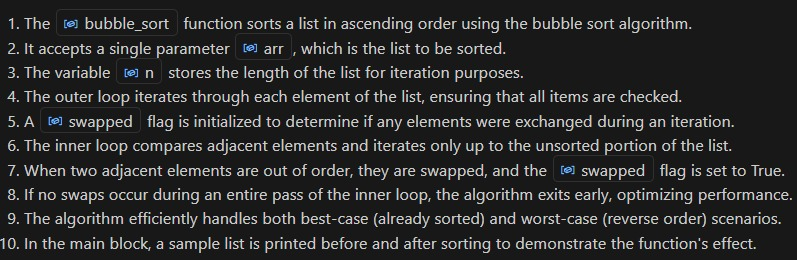 1. The bubble_sort function sorts a list in ascending order using the bubble sort algorithm.
2. It accepts a single parameter arr, which is the list to be sorted.
3. The variable n stores the length of the list for iteration purposes.
4. The outer loop iterates through each element of the list, ensuring that all items are checked.
5. A swapped flag is initialized to determine if any elements were exchanged during an iteration.
6. The inner loop compares adjacent elements and iterates only up to the unsorted portion of the list.
7. When two adjacent elements are out of order, they are swapped, and the swapped flag is set to True.
8. If no swaps occur during an entire pass of the inner loop, the algorithm exits early, optimizing performance.
9. The algorithm efficiently handles both best-case (already sorted) and worst-case (reverse order) scenarios.
10. In the main block, a sample list is printed before and after sorting to demonstrate the function's effect.